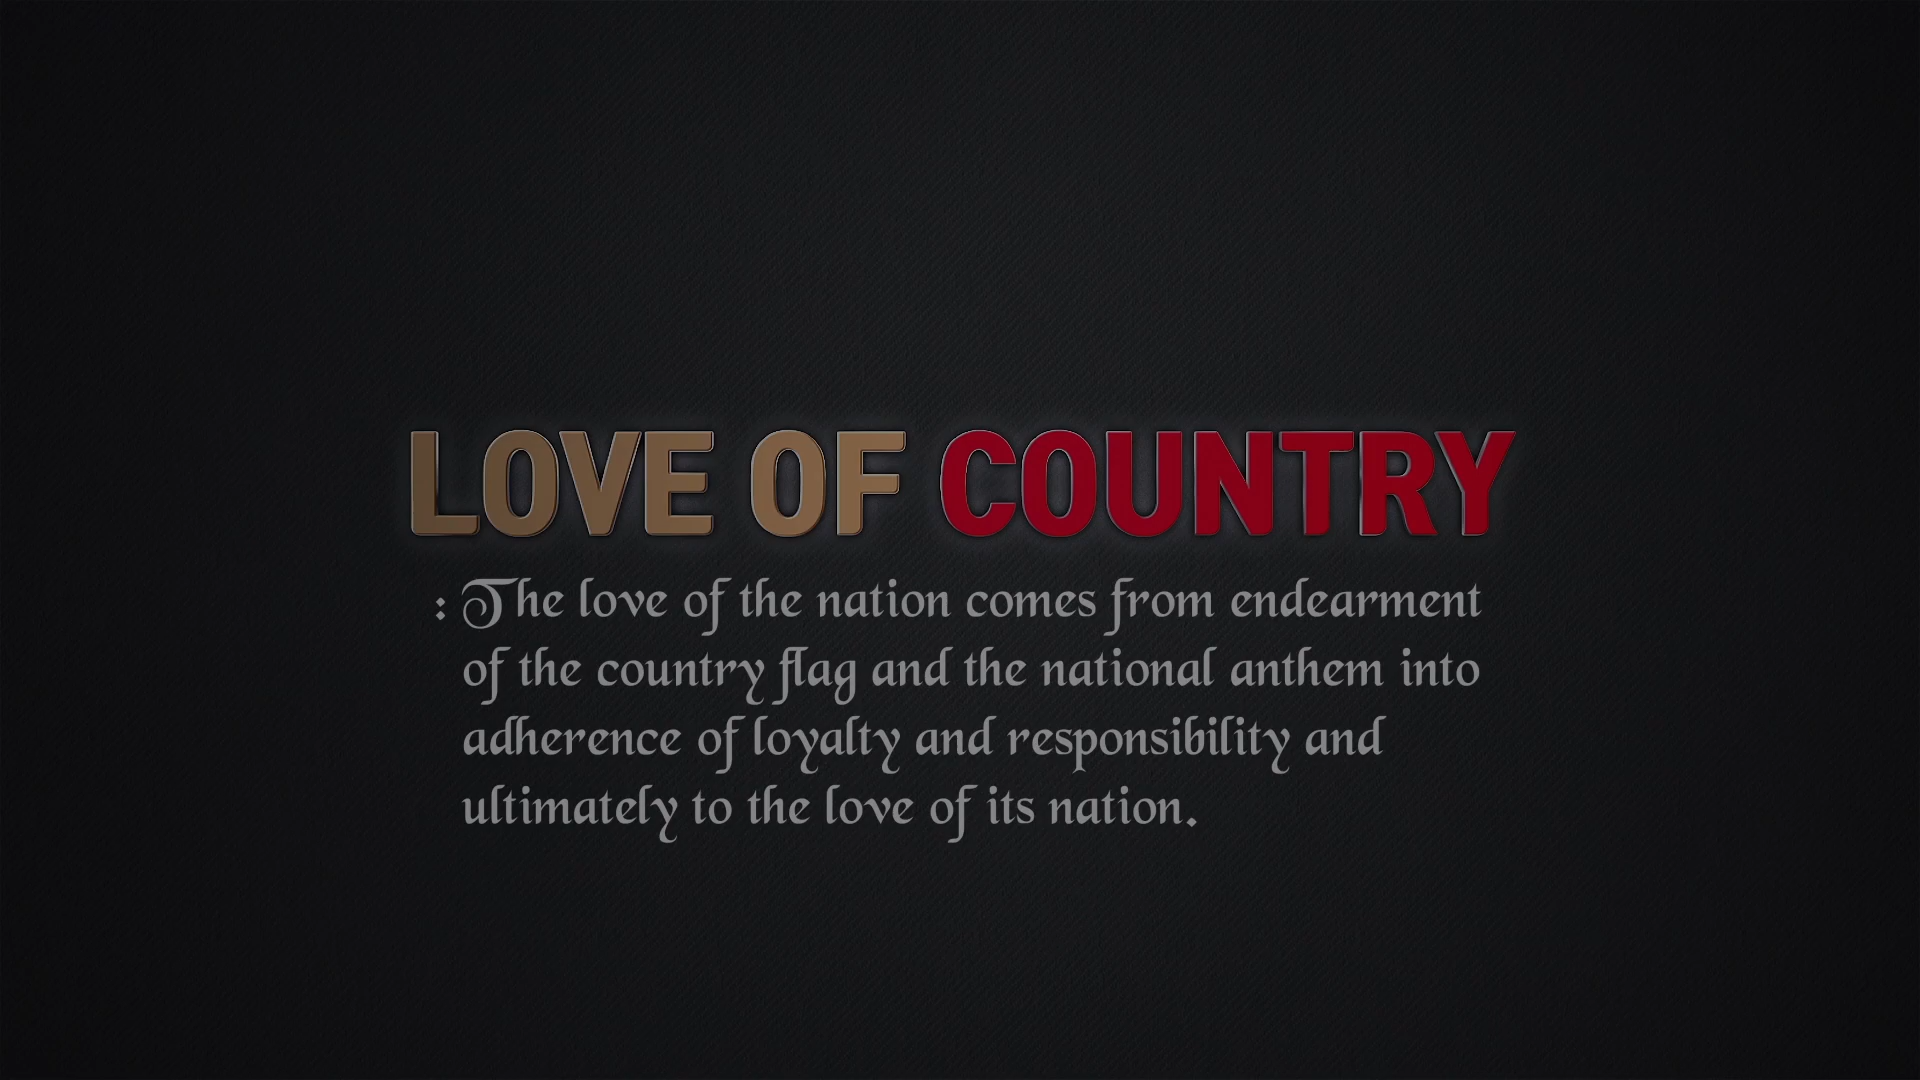 LOVE OF COUNTRY
: The love of the nation comes from endearment
of the country flag and the national anthem into
adherence of loyalty and responsibility and
ultimately to the love of its nation.